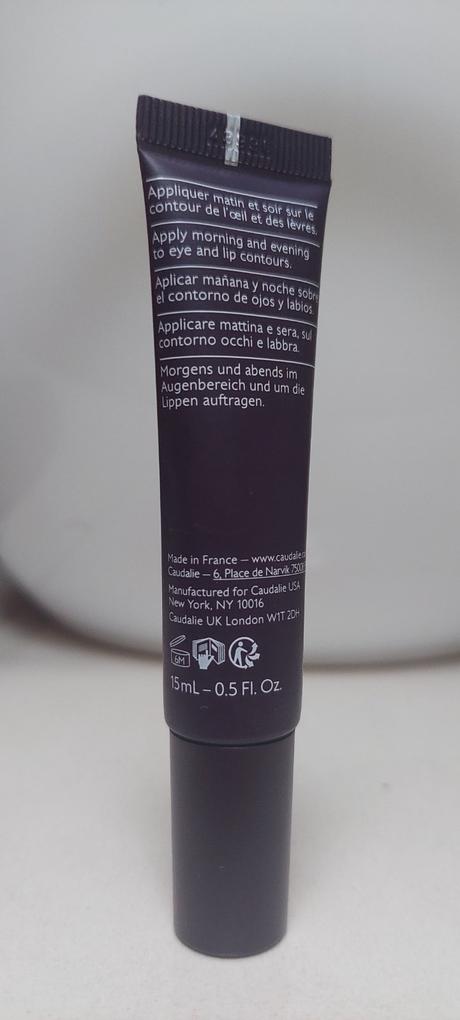 Appliquer matin et soir sur le
contour de l'œil et des lèvres.
Apply morning and evening
to eye and lip contours.
Aplicar mañana y noche sobre
el contorno de ojos y labios.
Applicare mattina e sera, sul
contorno occhi e labbra.
Morgens und abends im
Augenbereich und um die
Lippen auftragen.
Made in France – www.caudalie.co
Caudalie – 6, Place de Narvik
Manufactured for Caudalie USA
New York, NY 10016
Caudalie UK London W1T 2DH
6M
15mL – 0.5 Fl. Oz.